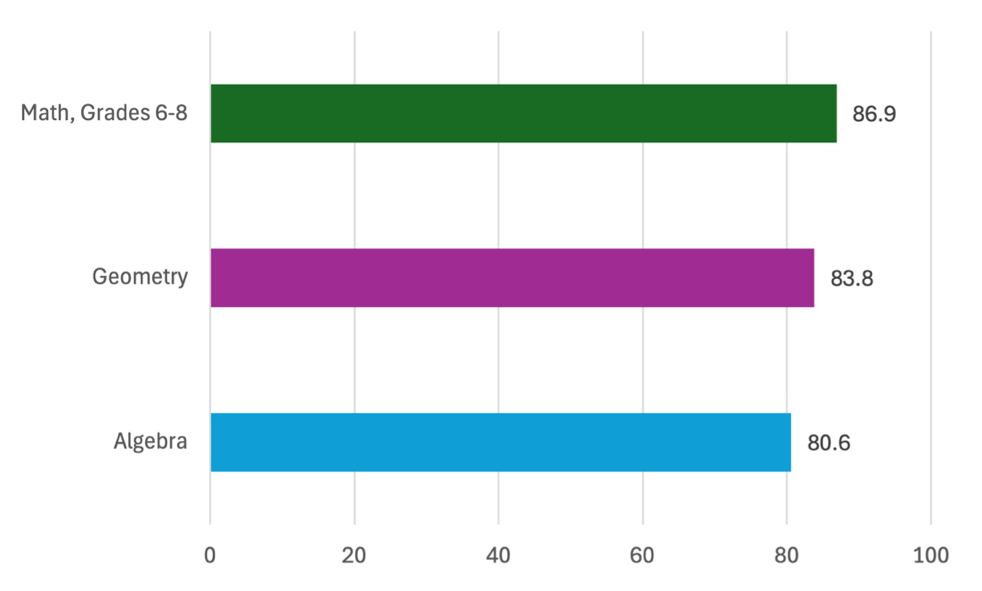 Math, Grades 6-8
86.9
Geometry
83.8
Algebra
80.6
0 20 40 60 80 100